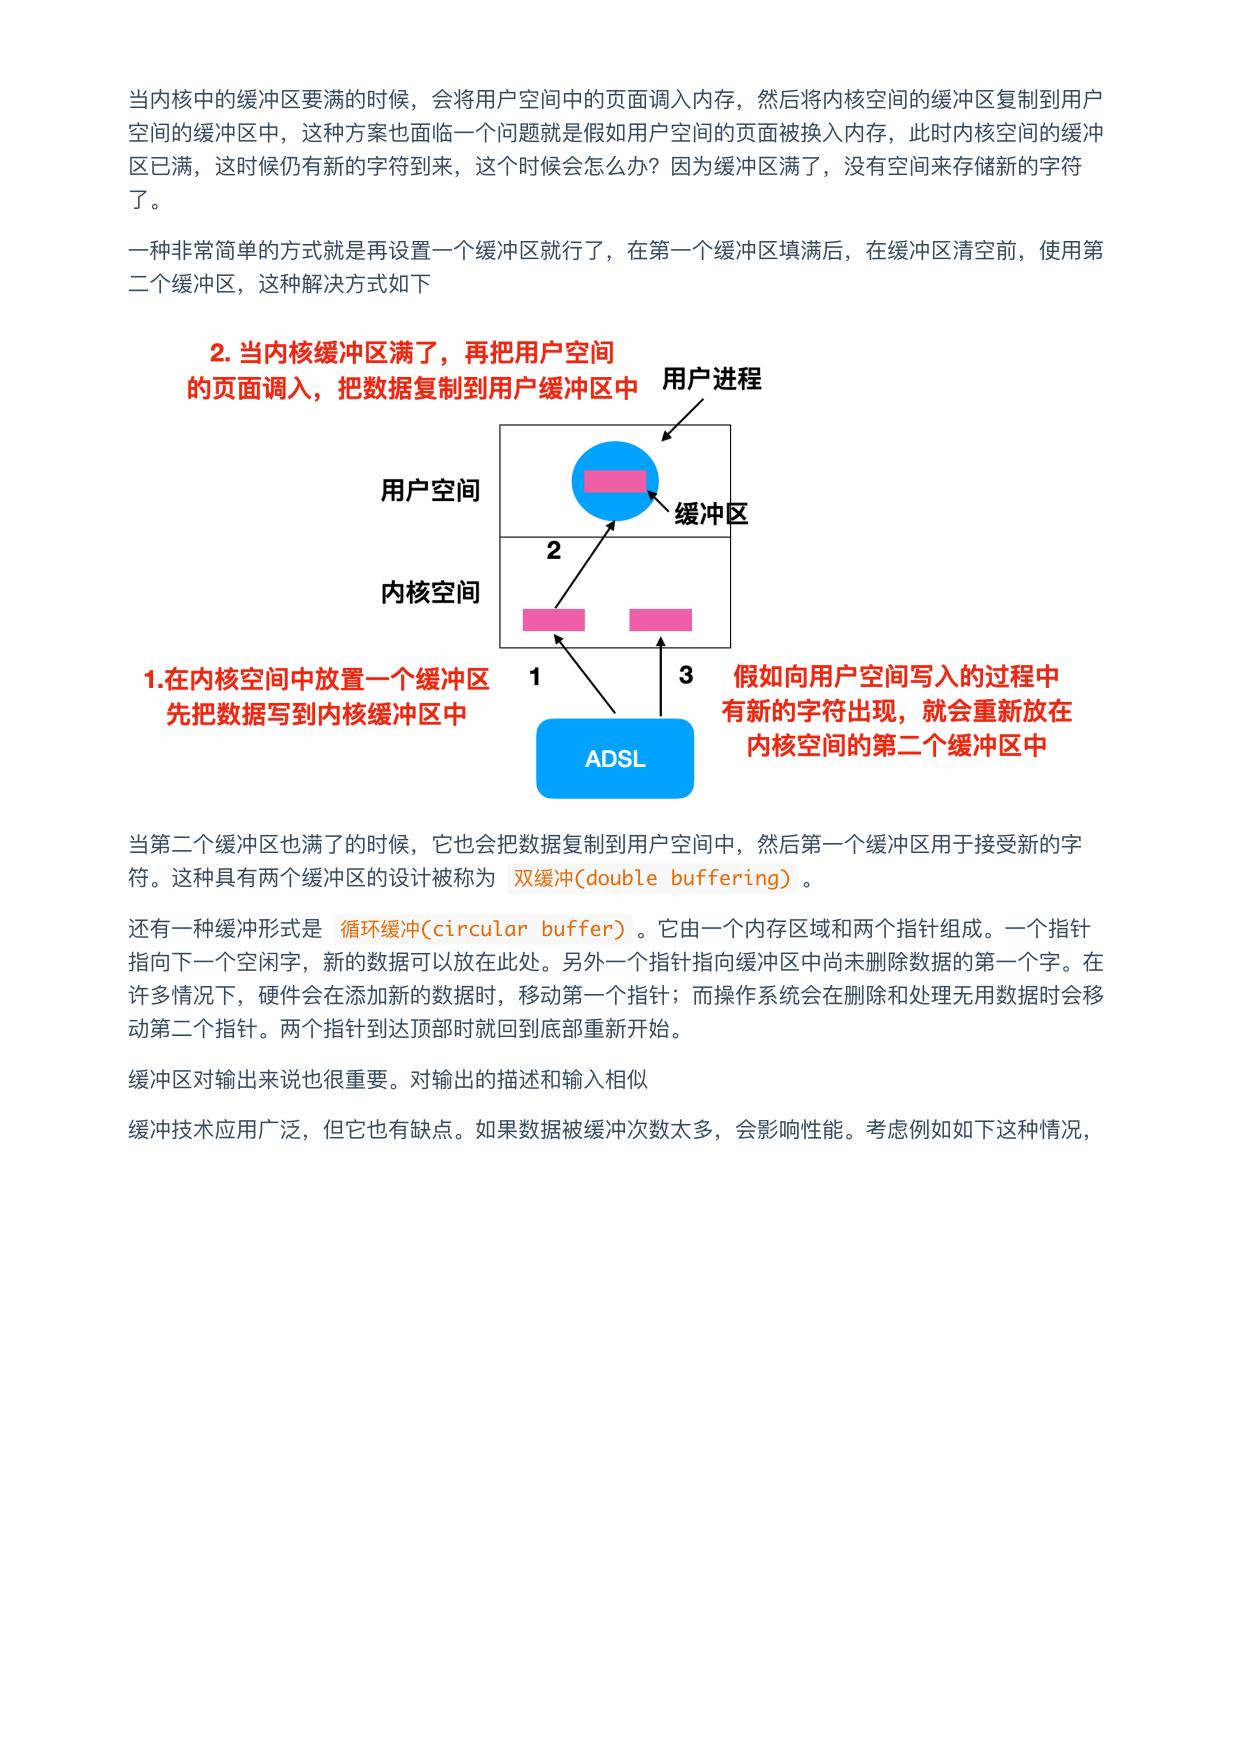 当内核中的缓冲区要满的时候，会将用户空间中的页面调入内存，然后将内核空间的缓冲区复制到用户
空间的缓冲区中，这种方案也面临一个问题就是假如用户空间的页面被换入内存，此时内核空间的缓冲
区已满，这时候仍有新的字符到来，这个时候会怎么办？因为缓冲区满了，没有空间来存储新的字符
了。
一种非常简单的方式就是再设置一个缓冲区就行了，在第一个缓冲区填满后，在缓冲区清空前，使用第
二个缓冲区，这种解决方式如下
2. 当内核缓冲区满了，再把用户空间
的页面调入，把数据复制到用户缓冲区中
用户进程
用户空间
缓冲区
2
内核空间
1.在内核空间中放置一个缓冲区
先把数据写到内核缓冲区中
1
3
假如向用户空间写入的过程中
有新的字符出现，就会重新放在
内核空间的第二个缓冲区中
ADSL
当第二个缓冲区也满了的时候，它也会把数据复制到用户空间中，然后第一个缓冲区用于接受新的字
符。这种具有两个缓冲区的设计被称为 双缓冲(double buffering) 。
还有一种缓冲形式是 循环缓冲(circular buffer) 。它由一个内存区域和两个指针组成。一个指针
指向下一个空闲字，新的数据可以放在此处。另外一个指针指向缓冲区中尚未删除数据的第一个字。在
许多情况下，硬件会在添加新的数据时，移动第一个指针；而操作系统会在删除和处理无用数据时会移
动第二个指针。两个指针到达顶部时就回到底部重新开始。
缓冲区对输出来说也很重要。对输出的描述和输入相似
缓冲技术应用广泛，但它也有缺点。如果数据被缓冲次数太多，会影响性能。考虑例如如下这种情况，